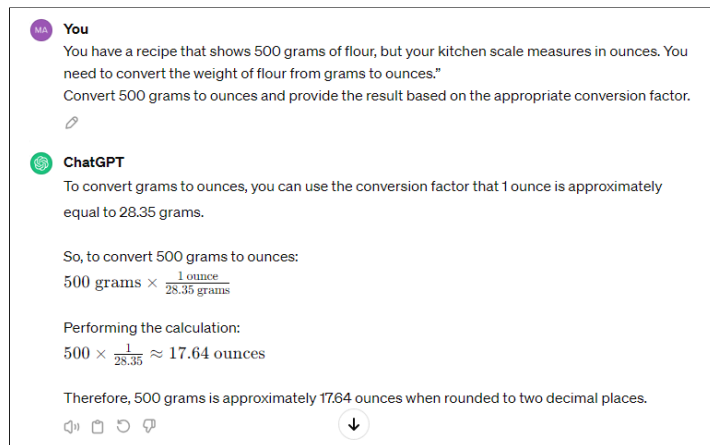 MA You
You have a recipe that shows 500 grams of flour, but your kitchen scale measures in ounces. You
need to convert the weight of flour from grams to ounces.”
Convert 500 grams to ounces and provide the result based on the appropriate conversion factor.
ChatGPT
To convert grams to ounces, you can use the conversion factor that 1 ounce is approximately
equal to 28.35 grams.
So, to convert 500 grams to ounces:
500 grams × 1 ounce / 28.35 grams
Performing the calculation:
500 × 1 / 28.35 ≈ 17.64 ounces
Therefore, 500 grams is approximately 17.64 ounces when rounded to two decimal places.